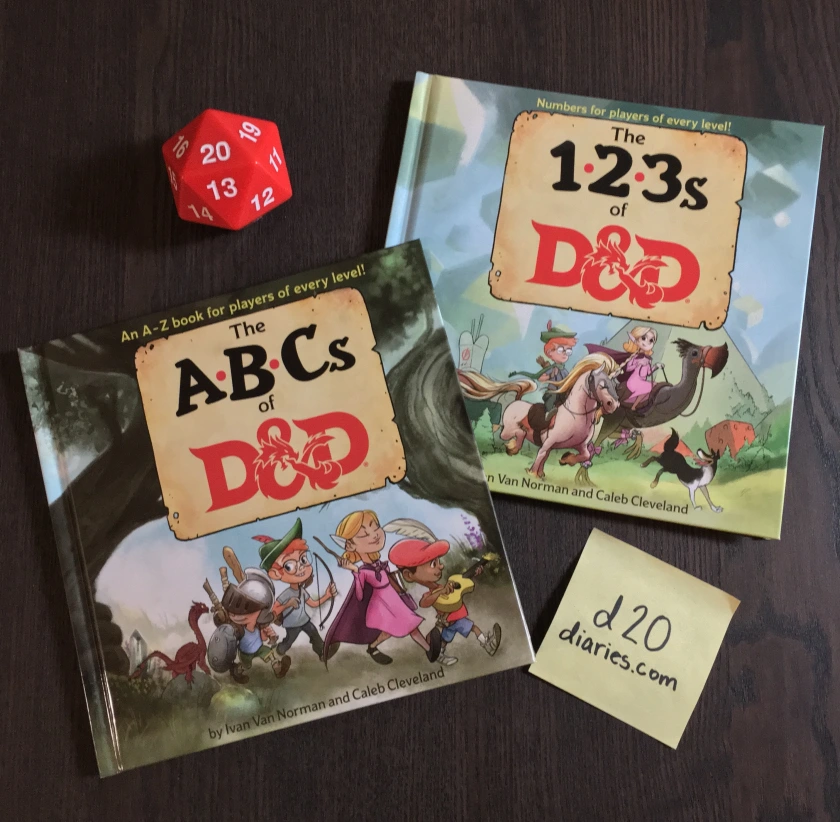 16
20
19
11
13
12
14
Numbers for players of every level!
The
1·2·3s
of
D&D
Van Norman and Caleb Cleveland
An A-Z book for players of every level!
The
A·B·Cs
of
D&D
by Ivan Van Norman and Caleb Cleveland
d20
diaries.com